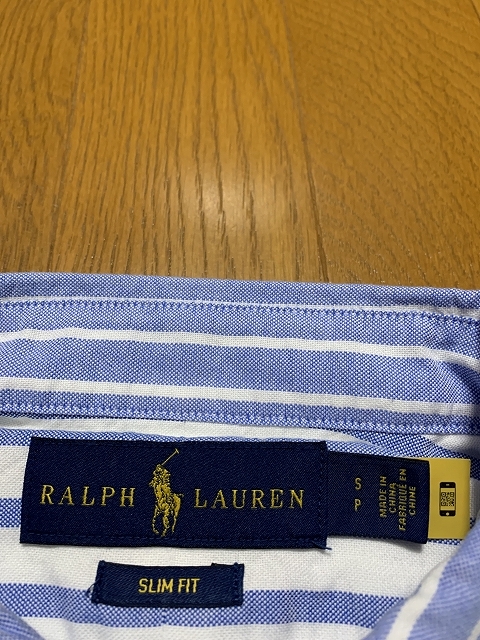 RALPH LAUREN
S
P
MADE IN
CHINA
FABRIQUÉ EN
CHINE
SLIM FIT